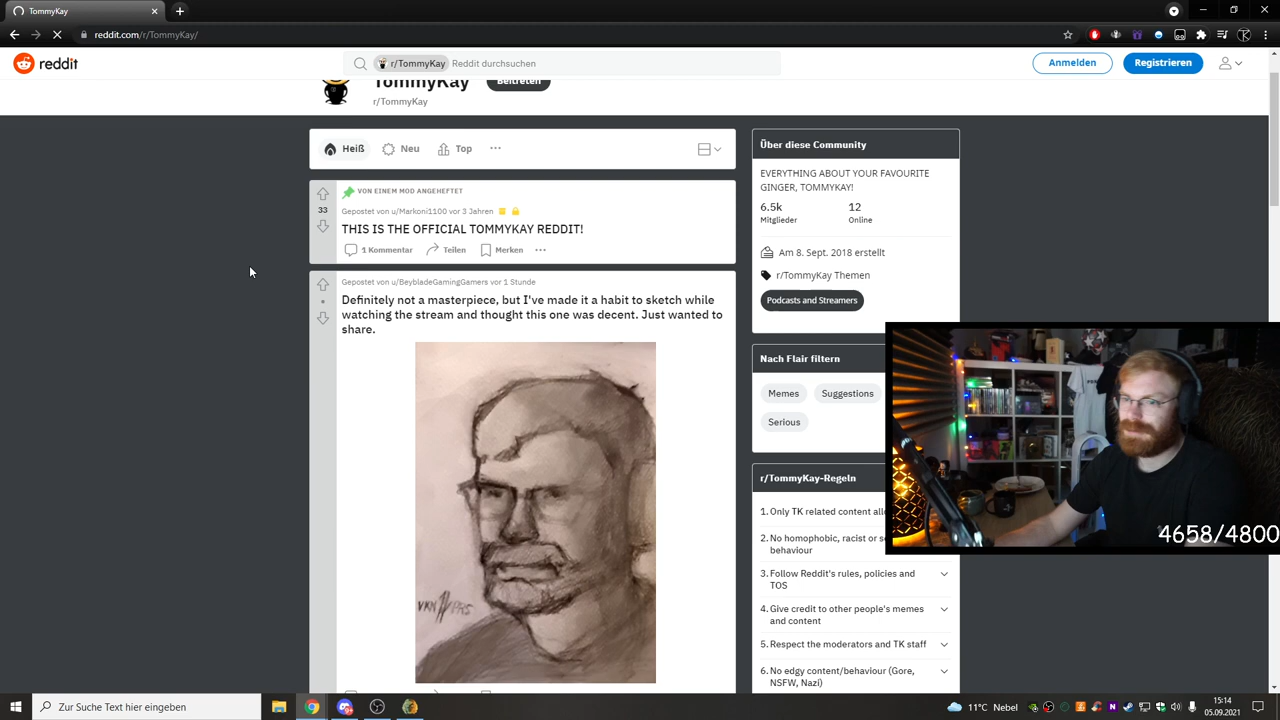 TommyKay
reddit.com/r/TommyKay/
reddit
r/TommyKay
Reddit durchsuchen
Anmelden
Registrieren
TommyKay
Beitreten
r/TommyKay
Heiß
Neu
Top
VON EINEM MOD ANGEHEFTET
33
Gepostet von u/Markoni1100 vor 3 Jahren
THIS IS THE OFFICIAL TOMMYKAY REDDIT!
1 Kommentar
Teilen
Merken
Gepostet von u/BeybladeGamingGamers vor 1 Stunde
Definitely not a masterpiece, but I've made it a habit to sketch while
watching the stream and thought this one was decent. Just wanted to
share.
Über diese Community
EVERYTHING ABOUT YOUR FAVOURITE
GINGER, TOMMYKAY!
6.5k
12
Mitglieder
Online
Am 8. Sept. 2018 erstellt
r/TommyKay Themen
Podcasts and Streamers
Nach Flair filtern
Memes
Suggestions
Serious
r/TommyKay-Regeln
1. Only TK related content
2. No homophobic, racist or
behaviour
3. Follow Reddit's rules, policies and
TOS
4. Give credit to other people's memes
and content
5. Respect the moderators and TK staff
6. No edgy content/behaviour (Gore,
NSFW, Nazi)
4658/4800
Zur Suche Text hier eingeben
11°C Nebel
15:14
05.09.2021